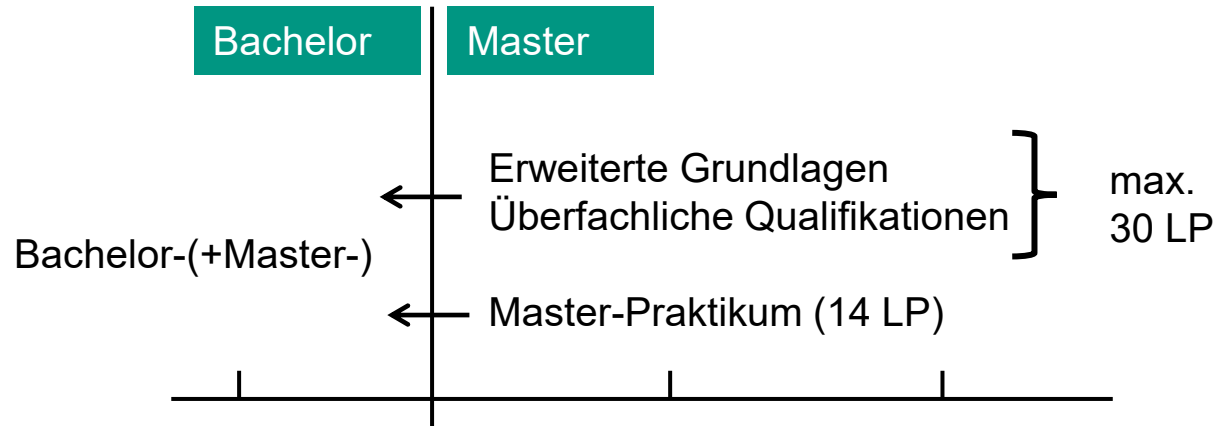 Bachelor
Master
Erweiterte Grundlagen
Überfachliche Qualifikationen
max.
30 LP
Bachelor-(+Master-)
Master-Praktikum (14 LP)